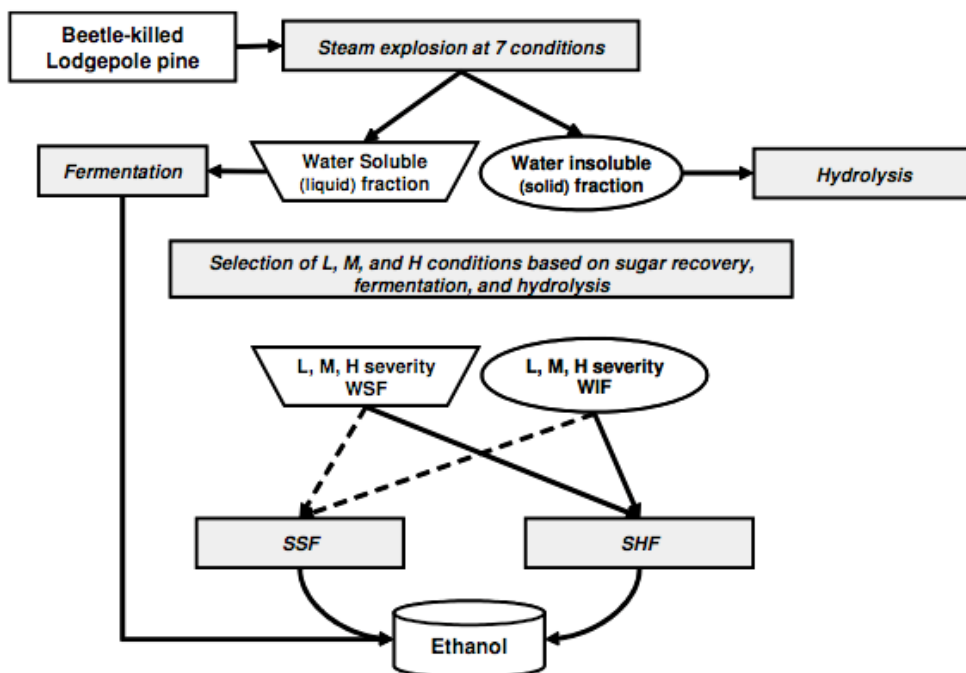 Beetle-killed
Lodgepole pine
Steam explosion at 7 conditions
Fermentation
Water Soluble
(liquid) fraction
Water insoluble
(solid) fraction
Hydrolysis
Selection of L, M, and H conditions based on sugar recovery,
fermentation, and hydrolysis
L, M, H severity
WSF
L, M, H severity
WIF
SSF
SHF
Ethanol